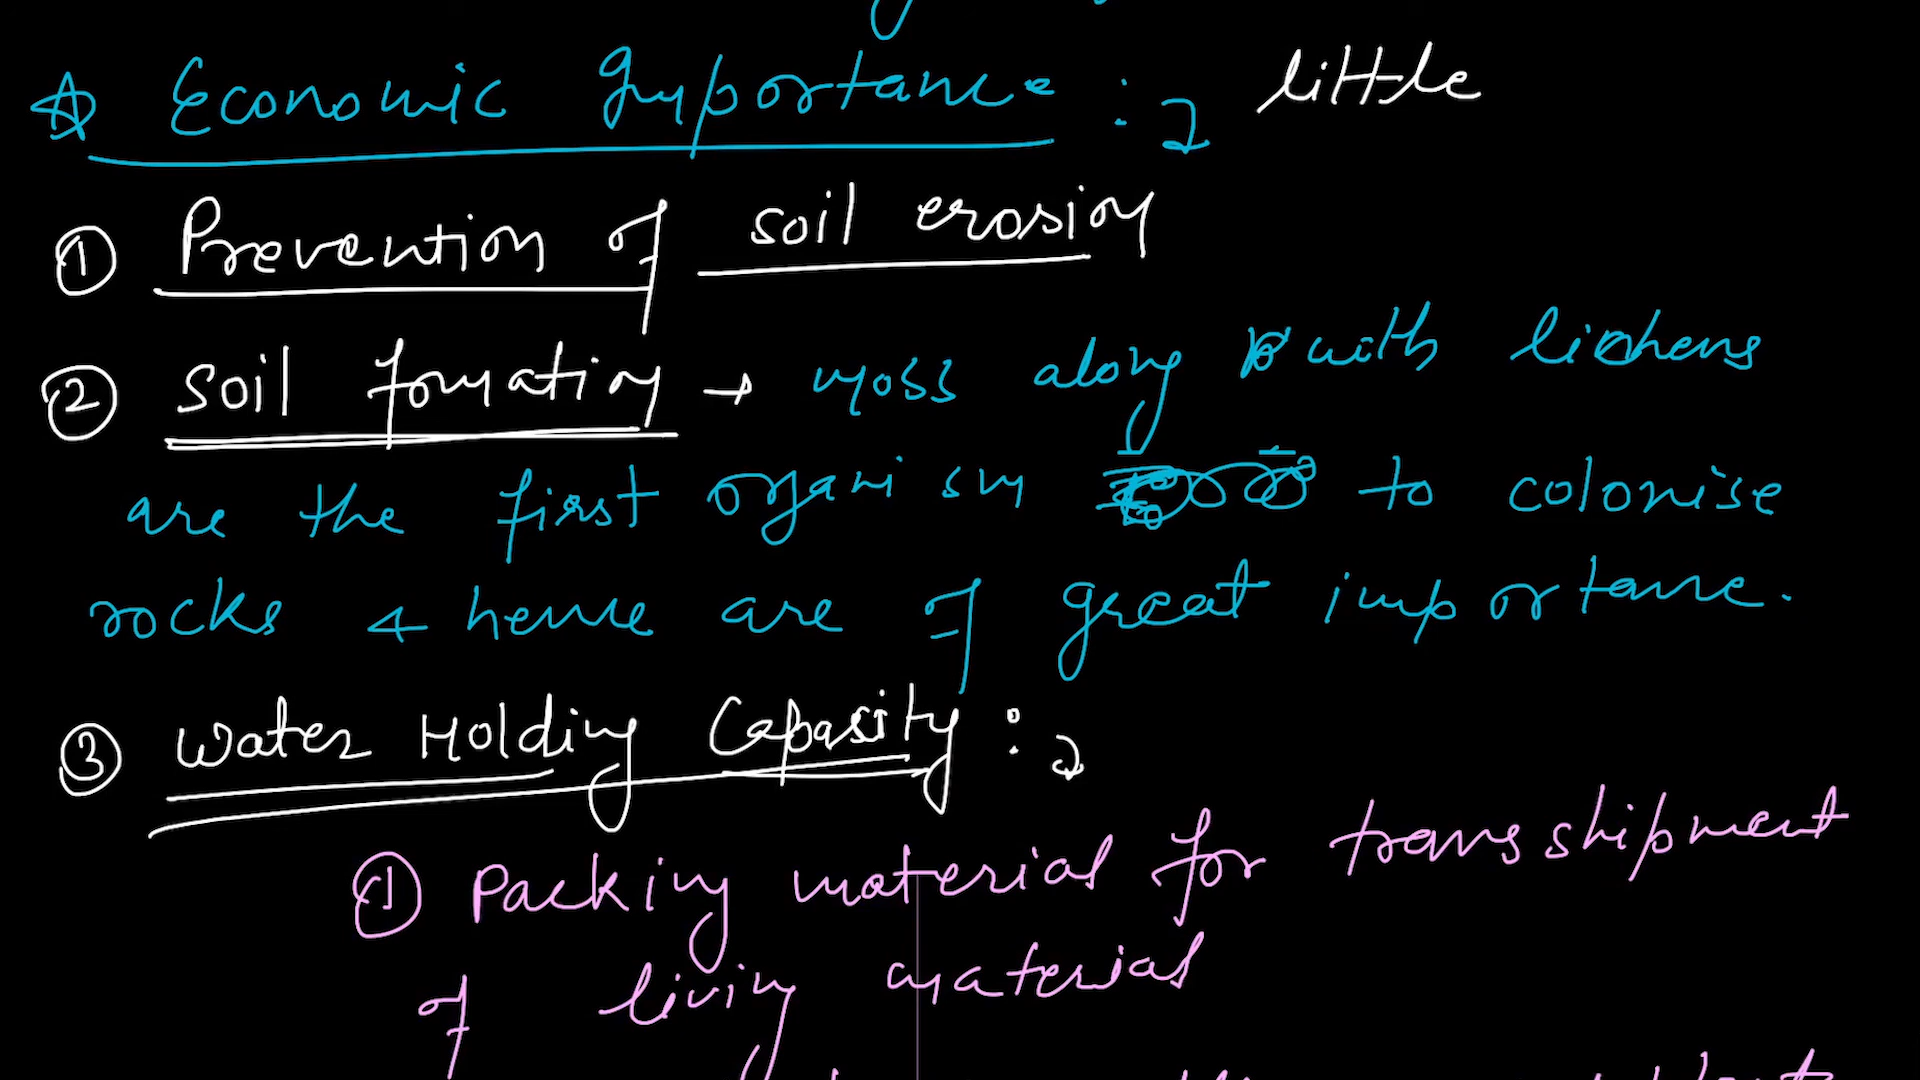 ☆ Economic Importance : little
① Prevention of soil erosion
② Soil formation → moss along with lichens
are the first organism to colonise
rocks & hence are of great importance.
③ Water Holding Capasity :
① Packing material for transshipment
of living material